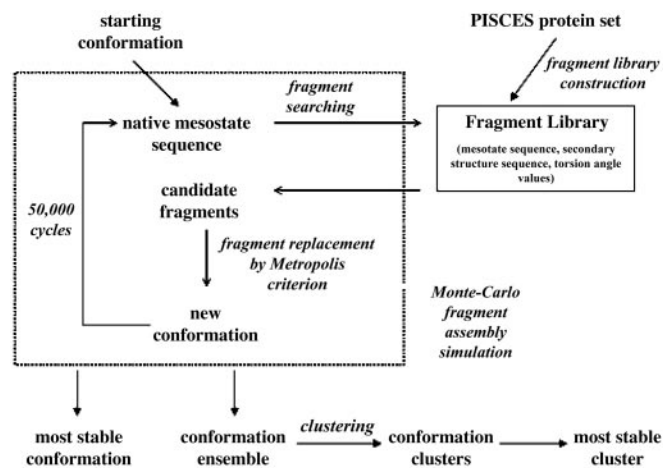 starting
conformation
PISCES protein set
fragment library
construction
fragment
searching
native mesostate
sequence
Fragment Library
(mesotate sequence, secondary
structure sequence, torsion angle
values)
candidate
fragments
50,000
cycles
fragment replacement
by Metropolis
criterion
new
conformation
Monte-Carlo
fragment
assembly
simulation
most stable
conformation
conformation
ensemble
clustering
conformation
clusters
most stable
cluster